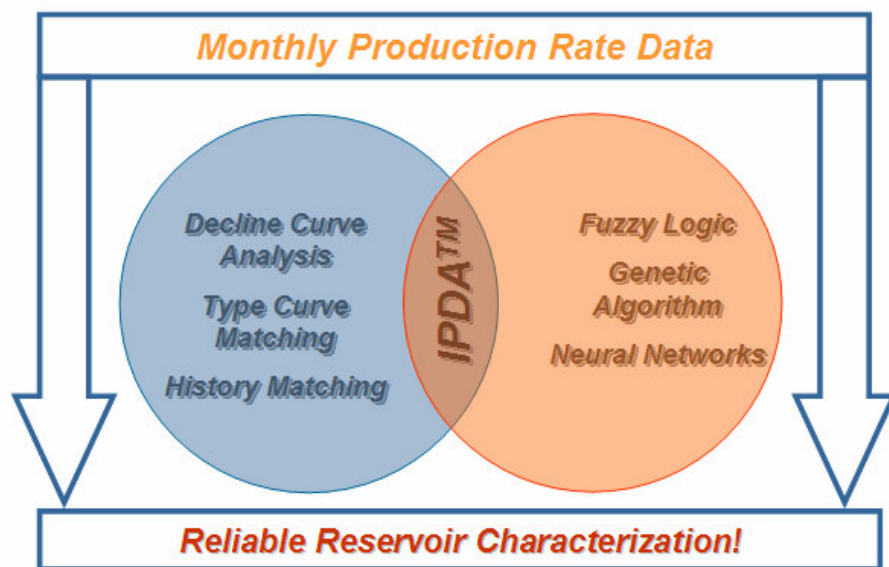 Monthly Production Rate Data
Decline Curve
Analysis
Type Curve
Matching
History Matching
IPDA™
Fuzzy Logic
Genetic
Algorithm
Neural Networks
Reliable Reservoir Characterization!